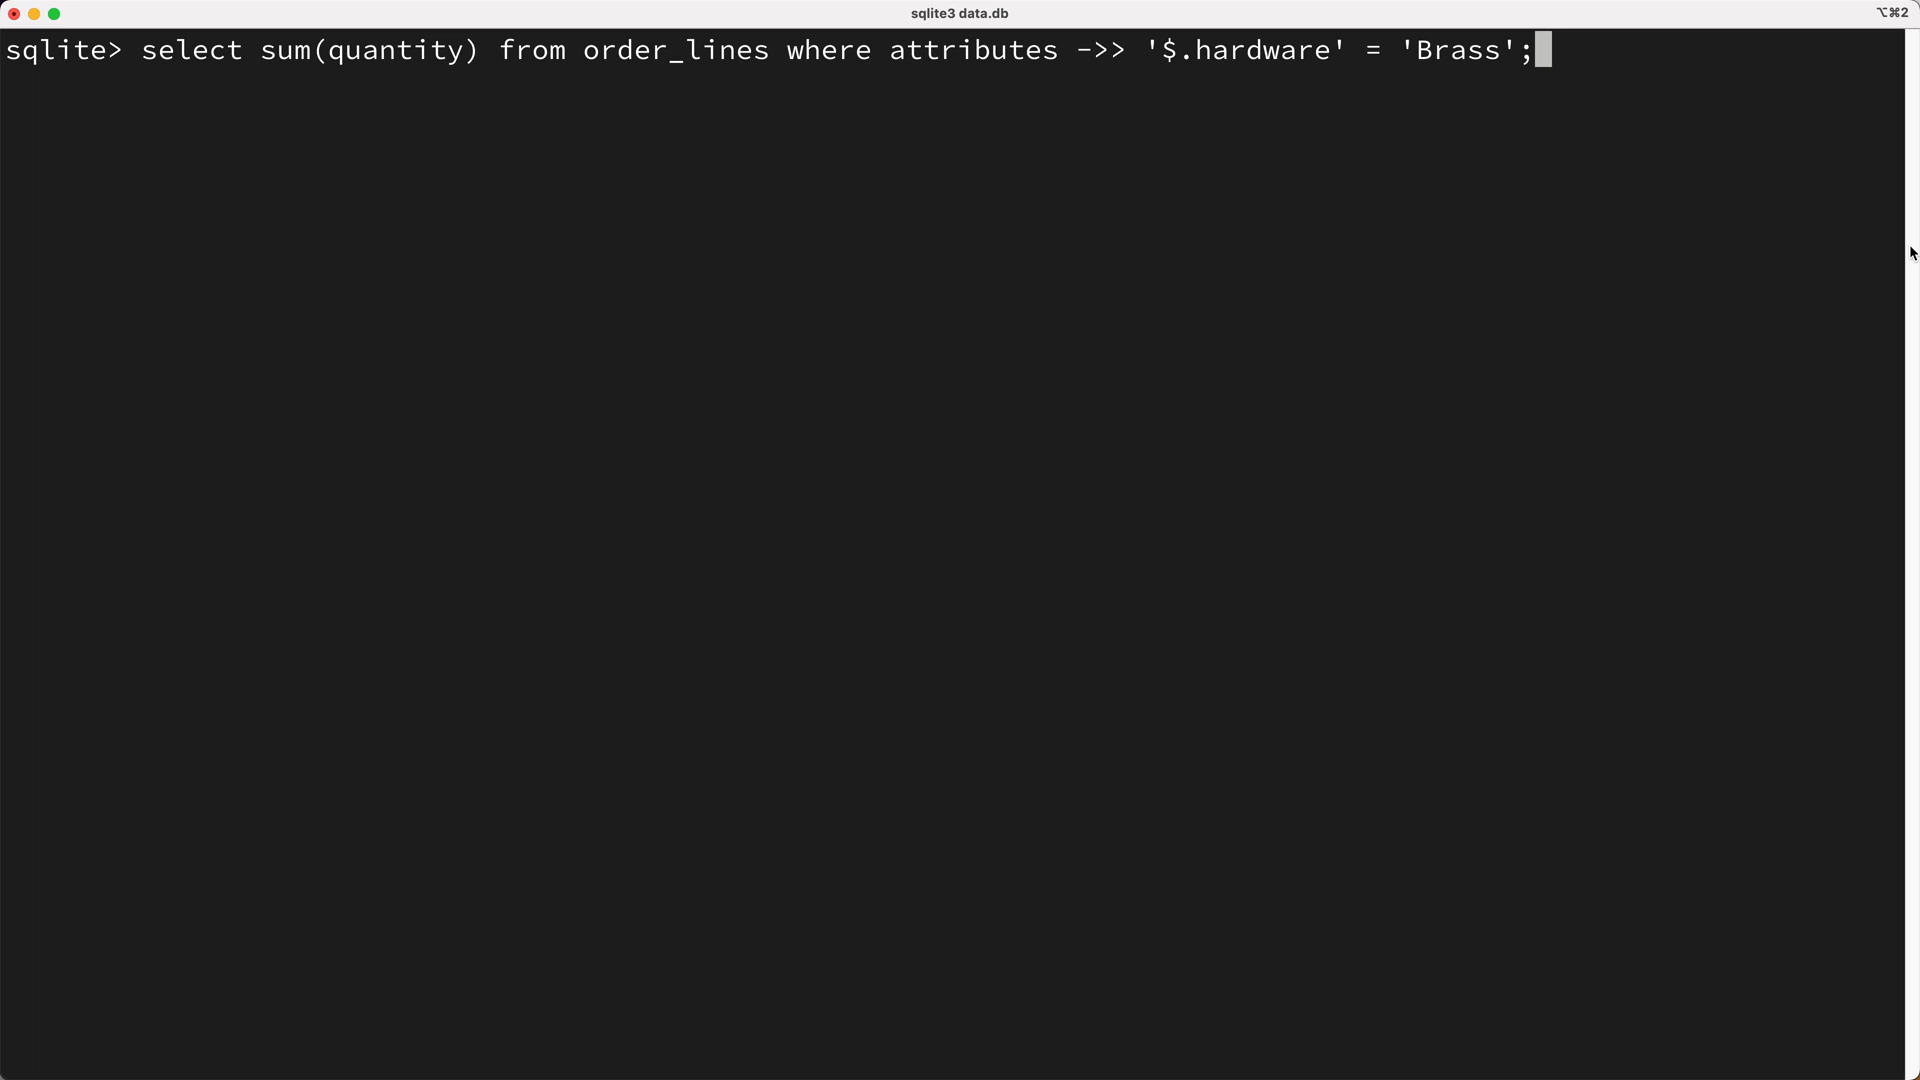 sqlite3 data.db
⌥⌘2
sqlite> select sum(quantity) from order_lines where attributes ->> '$.hardware' = 'Brass';